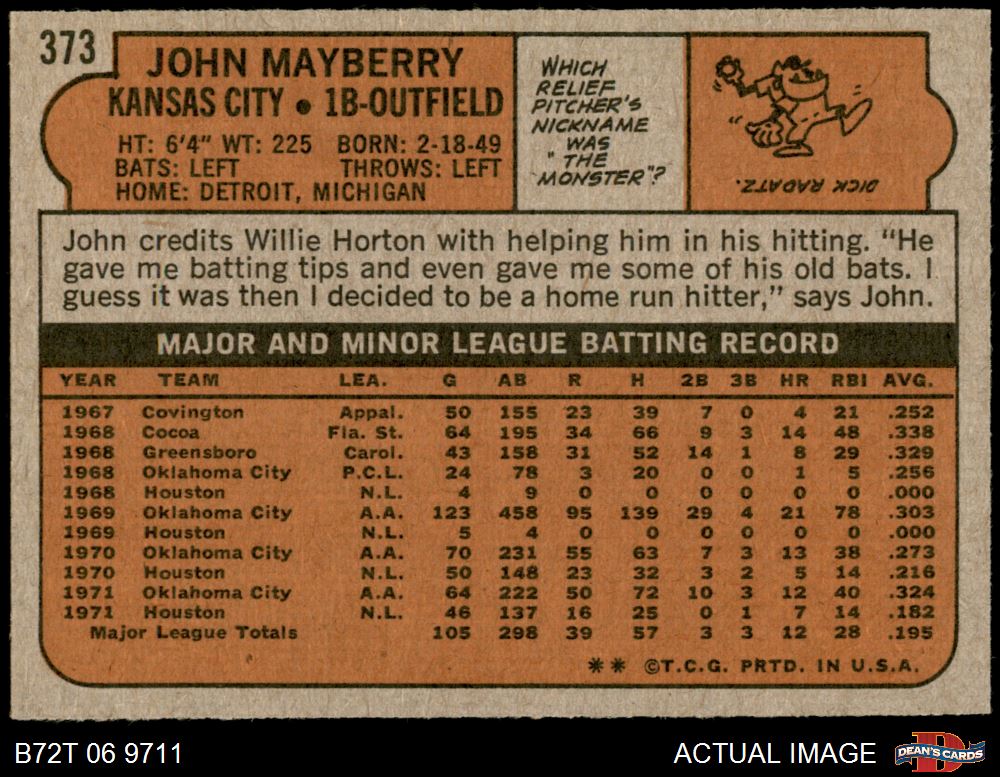 373
JOHN MAYBERRY
KANSAS CITY • 1B-OUTFIELD
HT: 6'4" WT: 225 BORN: 2-18-49
BATS: LEFT THROWS: LEFT
HOME: DETROIT, MICHIGAN
WHICH
RELIEF
PITCHER'S
NICKNAME
WAS
"THE
MONSTER"?
DICK RADATZ.
John credits Willie Horton with helping him in his hitting. "He
gave me batting tips and even gave me some of his old bats. I
guess it was then I decided to be a home run hitter," says John.
MAJOR AND MINOR LEAGUE BATTING RECORD
YEAR TEAM LEA. G AB R H 2B 3B HR RBI AVG.
1967 Covington Appal. 50 155 23 39 7 0 4 21 .252
1968 Cocoa Fla. St. 64 195 34 66 9 3 14 48 .338
1968 Greensboro Carol. 43 158 31 52 14 1 8 29 .329
1968 Oklahoma City P.C.L. 24 78 3 20 0 0 1 5 .256
1968 Houston N.L. 4 9 0 0 0 0 0 0 .000
1969 Oklahoma City A.A. 123 458 95 139 29 4 21 78 .303
1969 Houston N.L. 5 4 0 0 0 0 0 0 .000
1970 Oklahoma City A.A. 70 231 55 63 7 3 13 38 .273
1970 Houston N.L. 50 148 23 32 3 2 5 14 .216
1971 Oklahoma City A.A. 64 222 50 72 10 3 12 40 .324
1971 Houston N.L. 46 137 16 25 0 1 7 14 .182
Major League Totals 105 298 39 57 3 3 12 28 .195
** ©T.C.G. PRTD. IN U.S.A.
B72T 06 9711
ACTUAL IMAGE
D
DEAN'S CARDS